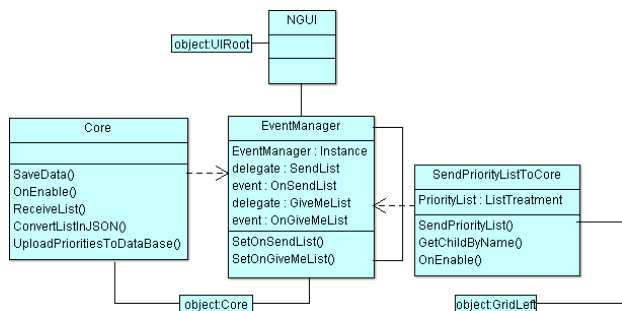 NGUI
object:UIRoot
Core
SaveData()
OnEnable()
ReceiveList()
ConvertListInJSON()
UploadPrioritiesToDataBase()
EventManager
EventManager : Instance
delegate : SendList
event : OnSendList
delegate : GiveMeList
event : OnGiveMeList
SetOnSendList()
SetOnGiveMeList()
SendPriorityListToCore
PriorityList : ListTreatment
SendPriorityList()
GetChildByName()
OnEnable()
object:Core
object:GridLeft